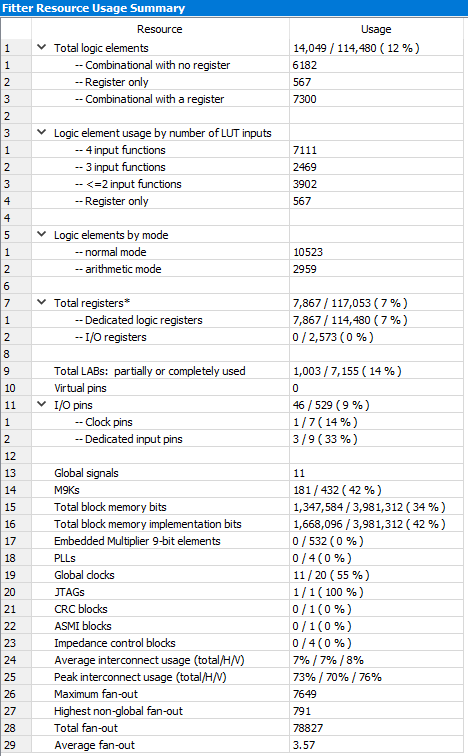 Fitter Resource Usage Summary
Resource Usage
1 Total logic elements 14,049 / 114,480 ( 12 % )
1 -- Combinational with no register 6182
2 -- Register only 567
3 -- Combinational with a register 7300
2
3 Logic element usage by number of LUT inputs
1 -- 4 input functions 7111
2 -- 3 input functions 2469
3 -- <=2 input functions 3902
4 -- Register only 567
4
5 Logic elements by mode
1 -- normal mode 10523
2 -- arithmetic mode 2959
6
7 Total registers* 7,867 / 117,053 ( 7 % )
1 -- Dedicated logic registers 7,867 / 114,480 ( 7 % )
2 -- I/O registers 0 / 2,573 ( 0 % )
8
9 Total LABs: partially or completely used 1,003 / 7,155 ( 14 % )
10 Virtual pins 0
11 I/O pins 46 / 529 ( 9 % )
1 -- Clock pins 1 / 7 ( 14 % )
2 -- Dedicated input pins 3 / 9 ( 33 % )
12
13 Global signals 11
14 M9Ks 181 / 432 ( 42 % )
15 Total block memory bits 1,347,584 / 3,981,312 ( 34 % )
16 Total block memory implementation bits 1,668,096 / 3,981,312 ( 42 % )
17 Embedded Multiplier 9-bit elements 0 / 532 ( 0 % )
18 PLLs 0 / 4 ( 0 % )
19 Global clocks 11 / 20 ( 55 % )
20 JTAGs 1 / 1 ( 100 % )
21 CRC blocks 0 / 1 ( 0 % )
22 ASMI blocks 0 / 1 ( 0 % )
23 Impedance control blocks 0 / 4 ( 0 % )
24 Average interconnect usage (total/H/V) 7% / 7% / 8%
25 Peak interconnect usage (total/H/V) 73% / 70% / 76%
26 Maximum fan-out 7649
27 Highest non-global fan-out 791
28 Total fan-out 78827
29 Average fan-out 3.57